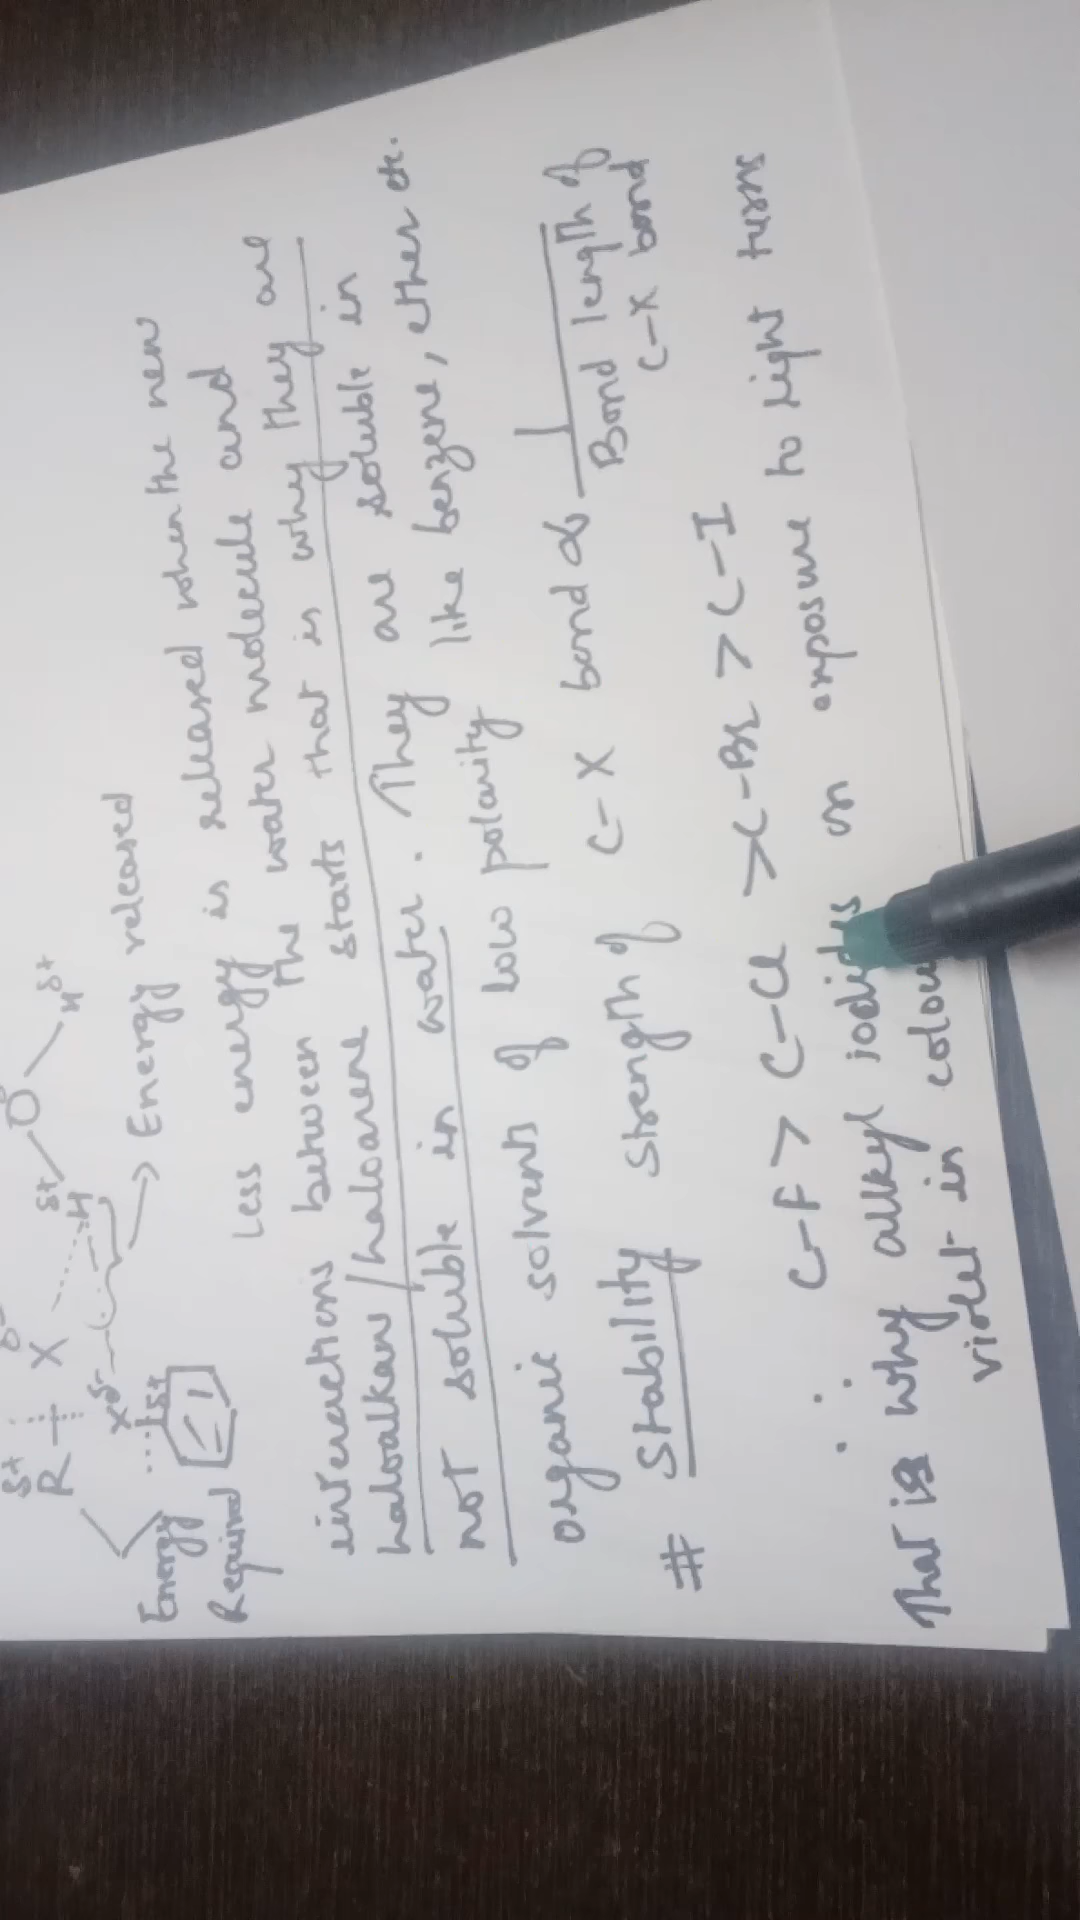 δ+ δ-
R — X δ+ H O H δ+
Xδ- δ+
Energy Required
→ Energy released
Less energy is released when the new
interactions between the water molecule and
haloalkane/haloarene starts that is why they are
not soluble in water. They are soluble in
organic solvents of low polarity like benzene, ether etc.
# Stability Strength of C-X bond ∝ 1
Bond length of
C-X bond
∴ C-F > C-Cl > C-Br > C-I
That is why alkyl iodides on exposure to light turns
violet in colou